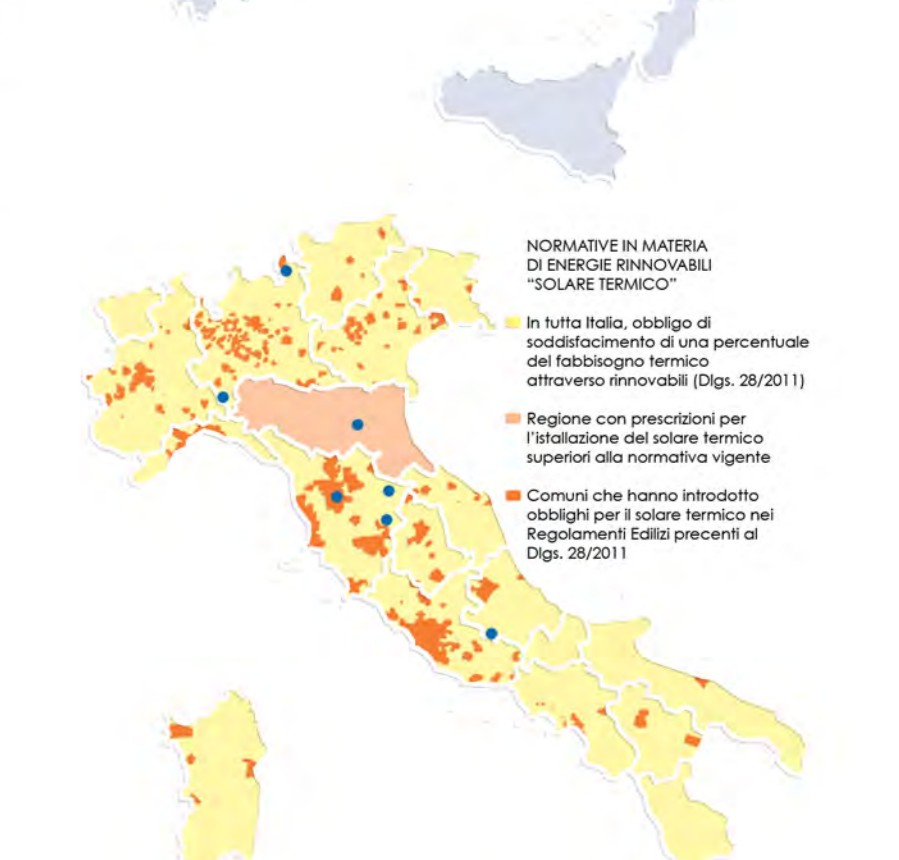 NORMATIVE IN MATERIA
DI ENERGIE RINNOVABILI
“SOLARE TERMICO”
In tutta Italia, obbligo di
soddisfacimento di una percentuale
del fabbisogno termico
attraverso rinnovabili (Dlgs. 28/2011)
Regione con prescrizioni per
l’istallazione del solare termico
superiori alla normativa vigente
Comuni che hanno introdotto
obblighi per il solare termico nei
Regolamenti Edilizi precenti al
Dlgs. 28/2011